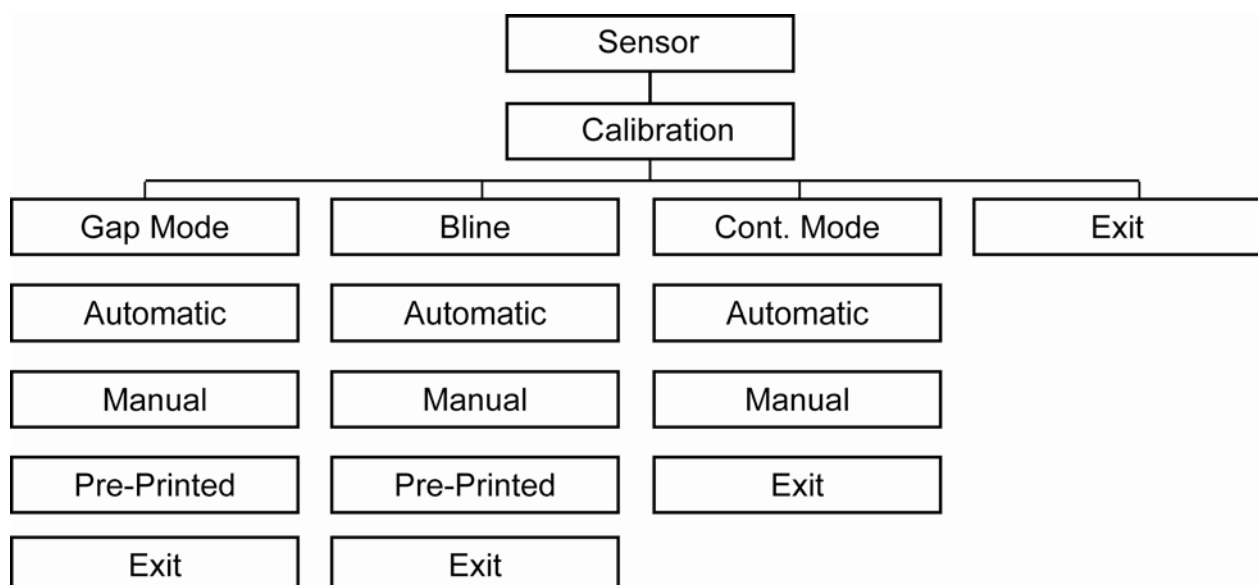 Sensor
Calibration
Gap Mode
Bline
Cont. Mode
Exit
Automatic
Automatic
Automatic
Manual
Manual
Manual
Pre-Printed
Pre-Printed
Exit
Exit
Exit